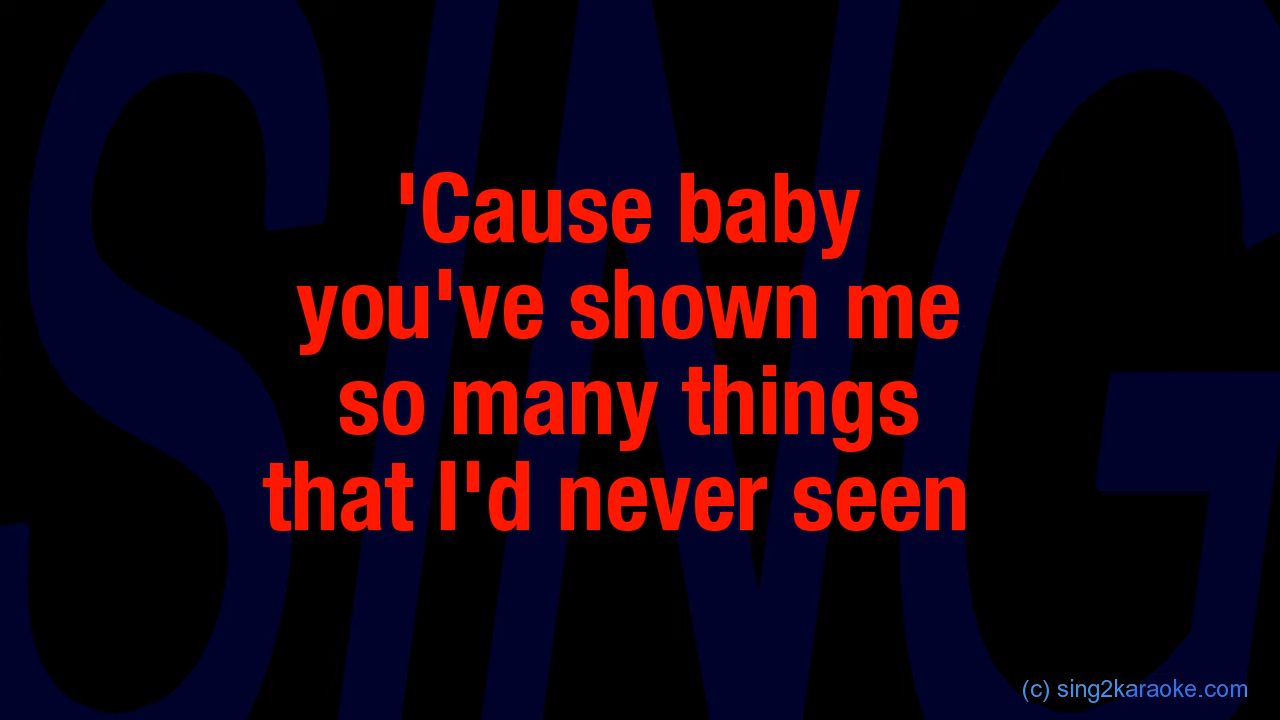 SING
'Cause baby
you've shown me
so many things
that I'd never seen
(c) sing2karaoke.com